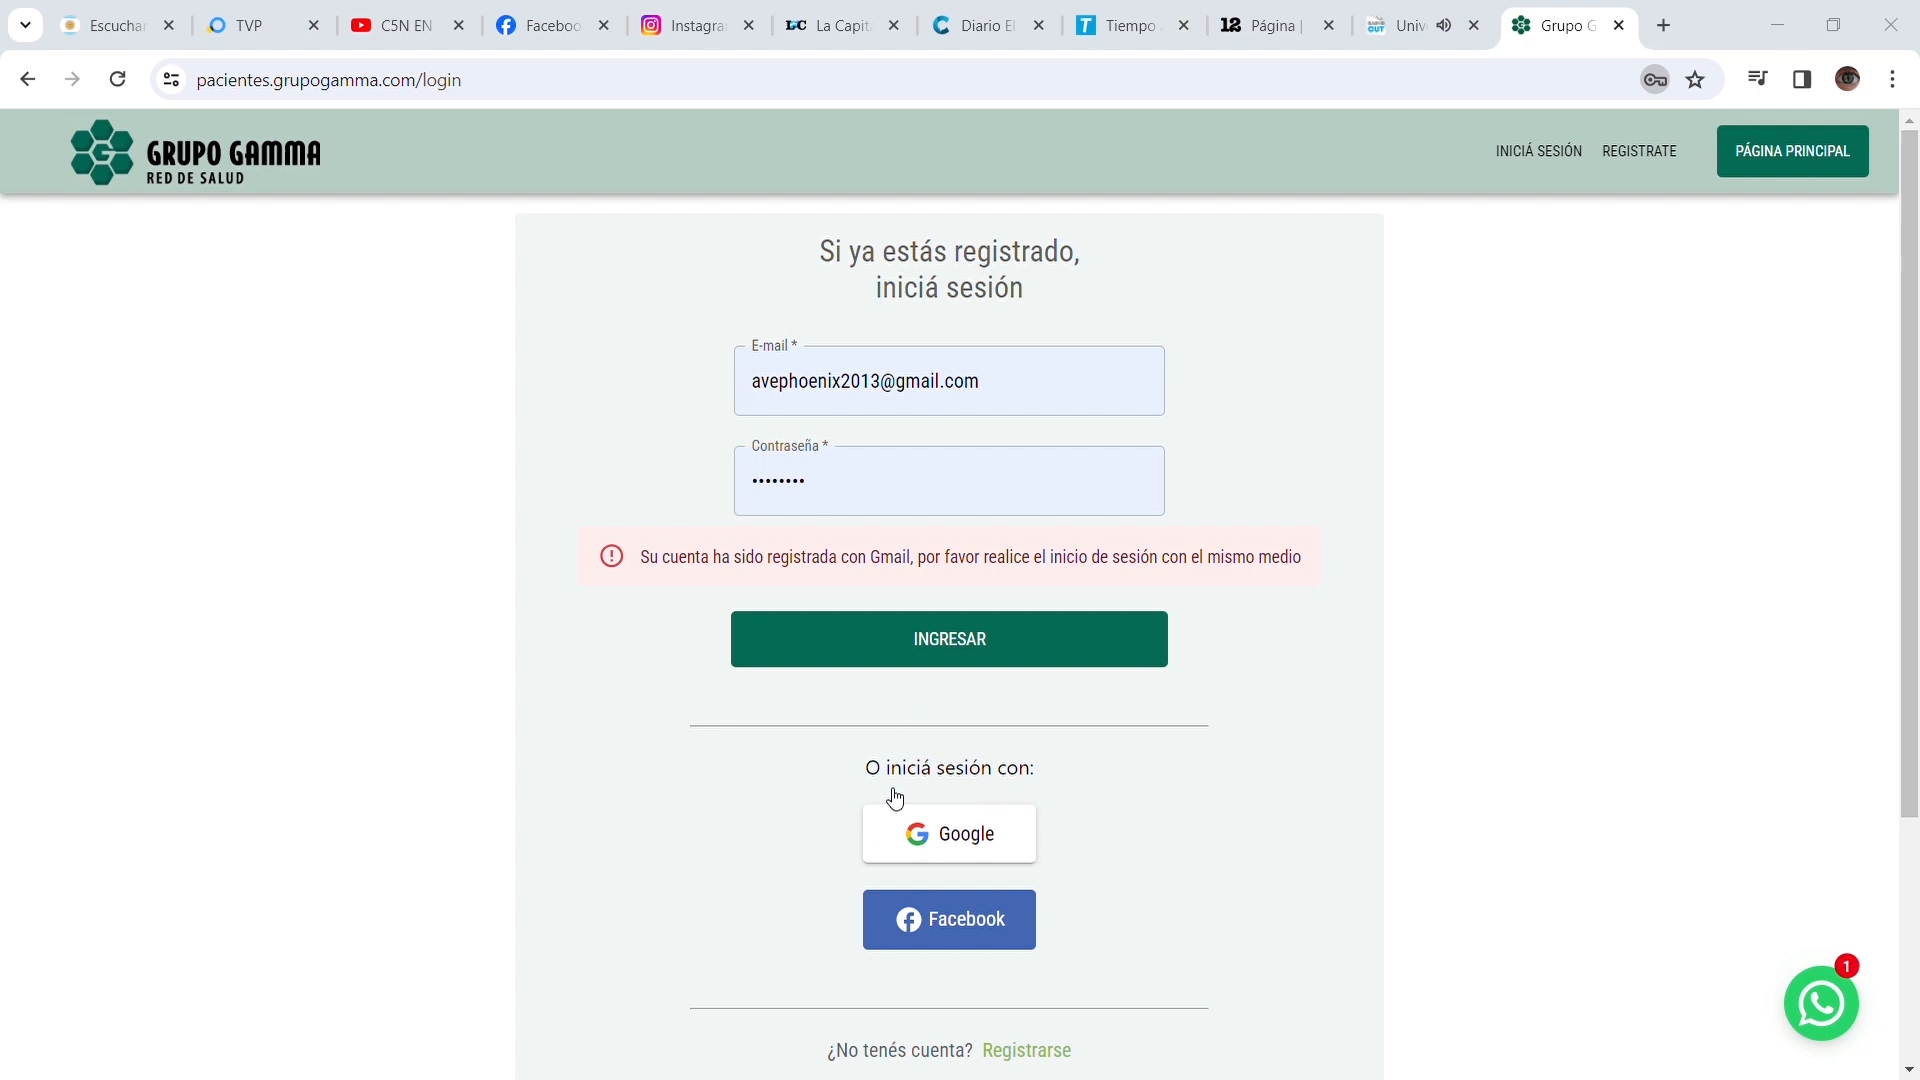 Escuchar
TVP
C5N EN
Faceboo
Instagra
LC
La Capit
Diario El
T
Tiempo
12
Página |
Univ
Grupo G
pacientes.grupogamma.com/login
GRUPO GAMMA
RED DE SALUD
INICIÁ SESIÓN
REGISTRATE
PÁGINA PRINCIPAL
Si ya estás registrado,
iniciá sesión
E-mail *
avephoenix2013@gmail.com
Contraseña *
••••••••
Su cuenta ha sido registrada con Gmail, por favor realice el inicio de sesión con el mismo medio
INGRESAR
O iniciá sesión con:
Google
Facebook
1
¿No tenés cuenta? Registrarse